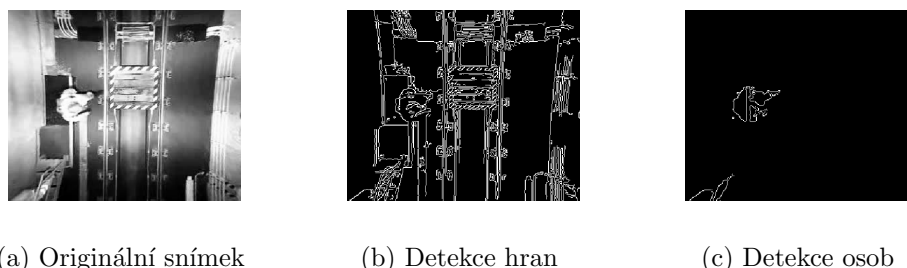 (a) Originální snímek
(b) Detekce hran
(c) Detekce osob